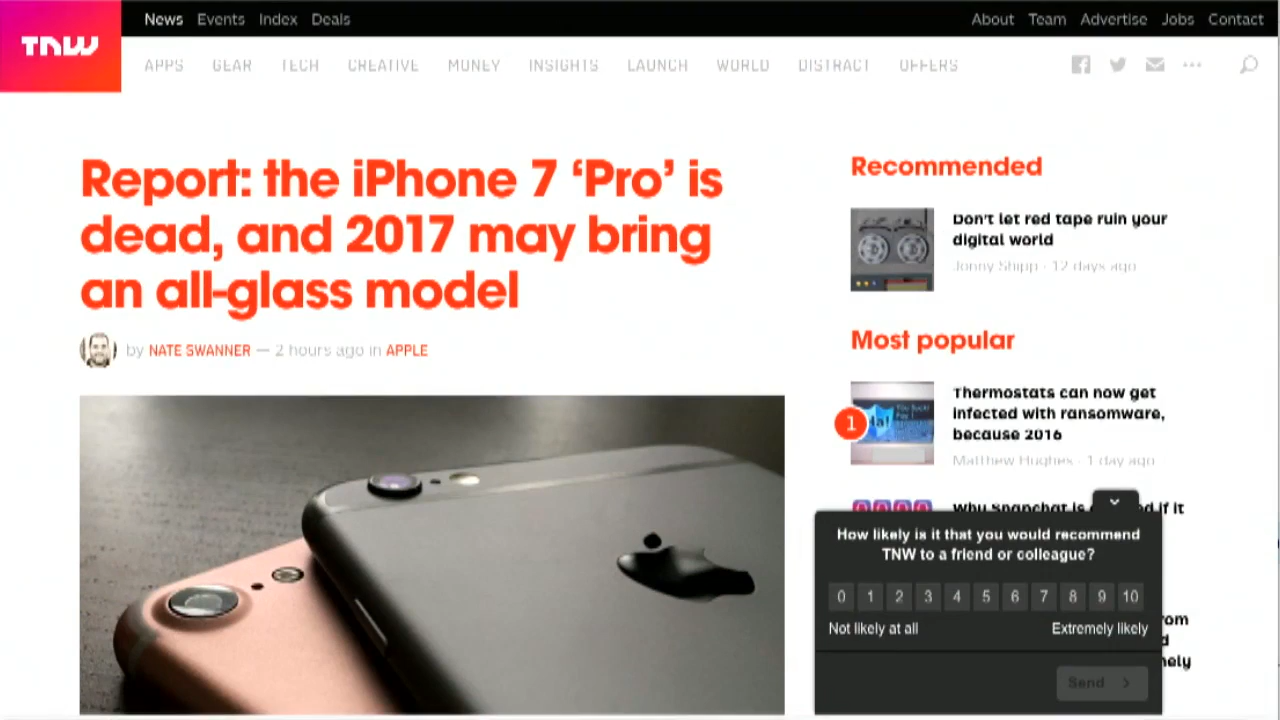 News Events Index Deals
About Team Advertise Jobs Contact
TNW
APPS GEAR TECH CREATIVE MONEY INSIGHTS LAUNCH WORLD DISTRACT OFFERS
Report: the iPhone 7 ‘Pro’ is
dead, and 2017 may bring
an all-glass model
by NATE SWANNER — 2 hours ago in APPLE
Recommended
Don't let red tape ruin your
digital world
Jonny Shipp · 12 days ago
Most popular
1
Thermostats can now get
infected with ransomware,
because 2016
Matthew Hughes · 1 day ago
Why Snapchat is if it
How likely is it that you would recommend
TNW to a friend or colleague?
0 1 2 3 4 5 6 7 8 9 10
Not likely at all Extremely likely
Send